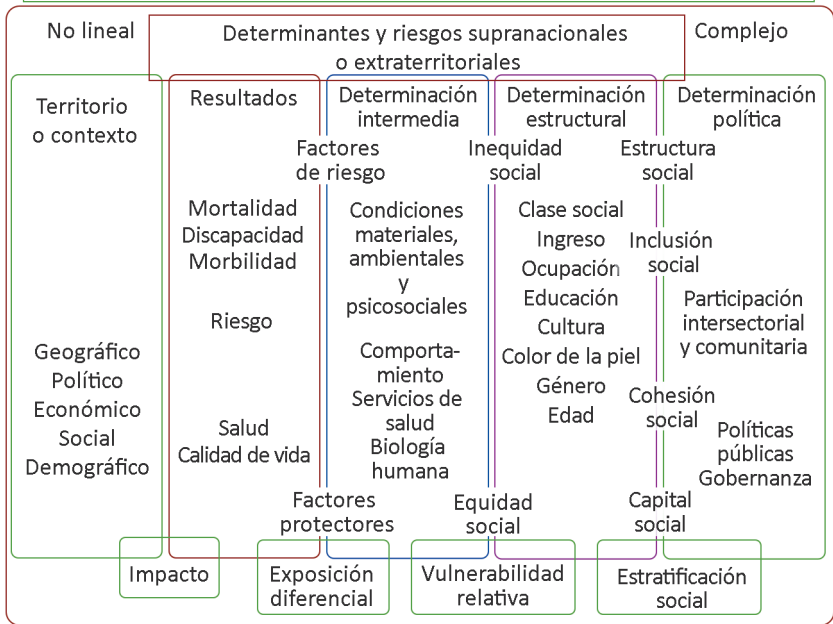 No lineal
Determinantes y riesgos supranacionales
o extraterritoriales
Complejo
Territorio
o contexto
Geográfico
Político
Económico
Social
Demográfico
Impacto
Resultados
Mortalidad
Discapacidad
Morbilidad
Riesgo
Salud
Calidad de vida
Factores
de riesgo
Factores
protectores
Exposición
diferencial
Determinación
intermedia
Condiciones
materiales,
ambientales
y
psicosociales
Comporta-
miento
Servicios de
salud
Biología
humana
Inequidad
social
Equidad
social
Vulnerabilidad
relativa
Determinación
estructural
Clase social
Ingreso
Ocupación
Educación
Cultura
Color de la piel
Género
Edad
Estructura
social
Inclusión
social
Cohesión
social
Capital
social
Estratificación
social
Determinación
política
Participación
intersectorial
y comunitaria
Políticas
públicas
Gobernanza